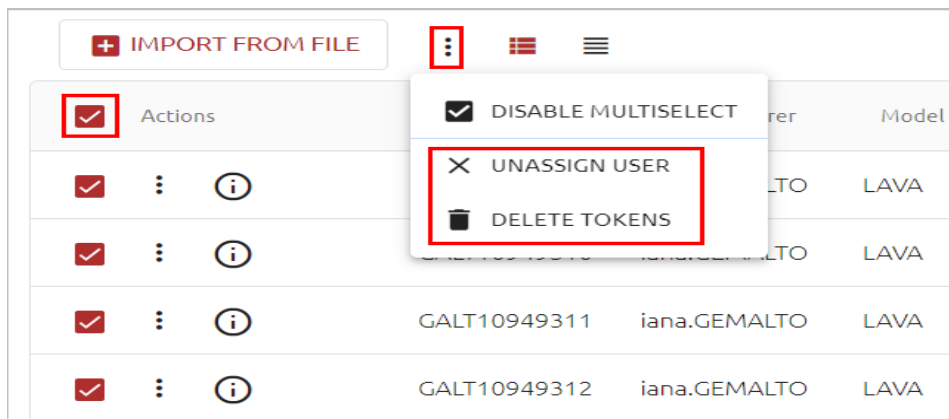 IMPORT FROM FILE
DISABLE MULTISELECT
Actions
rer
Model
UNASSIGN USER
LTO
LAVA
DELETE TOKENS
LAVA
GALT10949311 iana.GEMALTO LAVA
GALT10949312 iana.GEMALTO LAVA